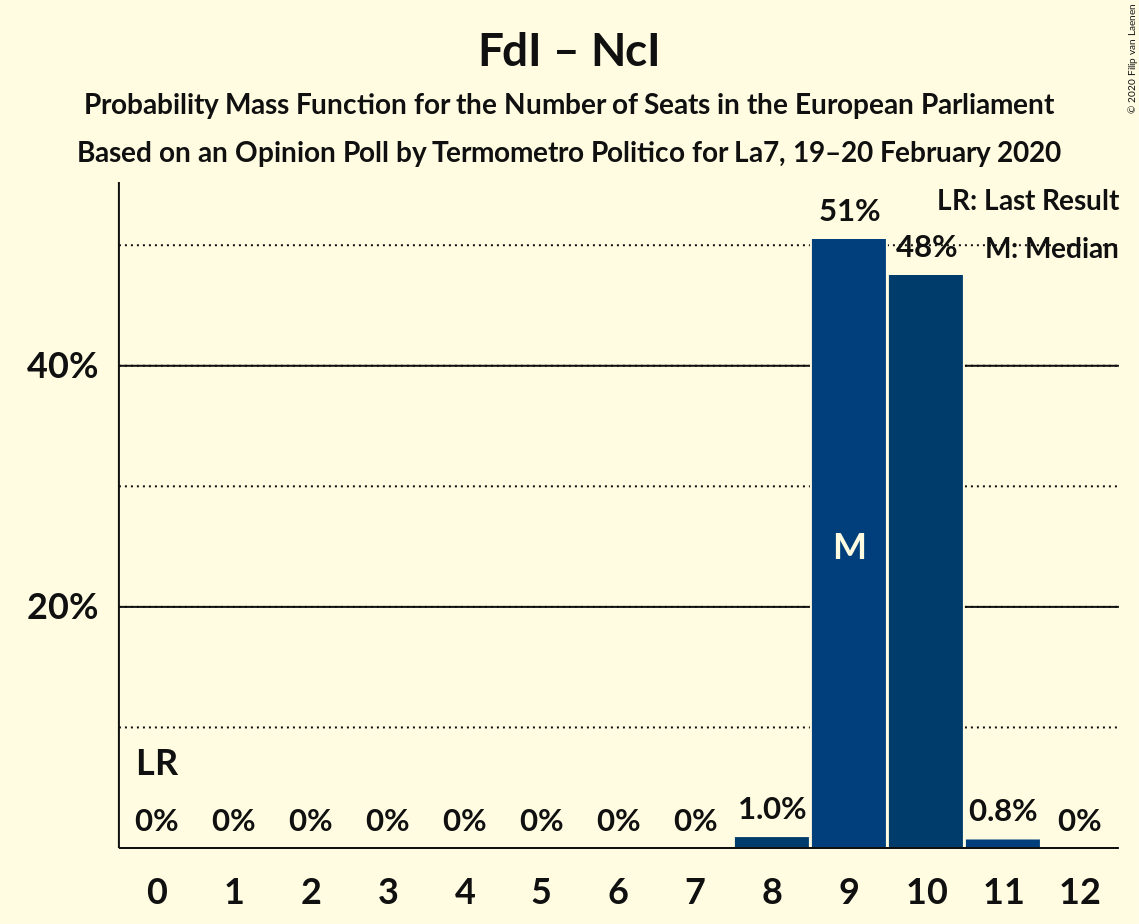 FdI – NcI
Probability Mass Function for the Number of Seats in the European Parliament
Based on an Opinion Poll by Termometro Politico for La7, 19–20 February 2020
© 2020 Filip van Laenen
LR: Last Result
M: Median
51%
48%
40%
M
20%
LR
0% 0% 0% 0% 0% 0% 0% 0% 1.0% 0.8% 0%
0 1 2 3 4 5 6 7 8 9 10 11 12